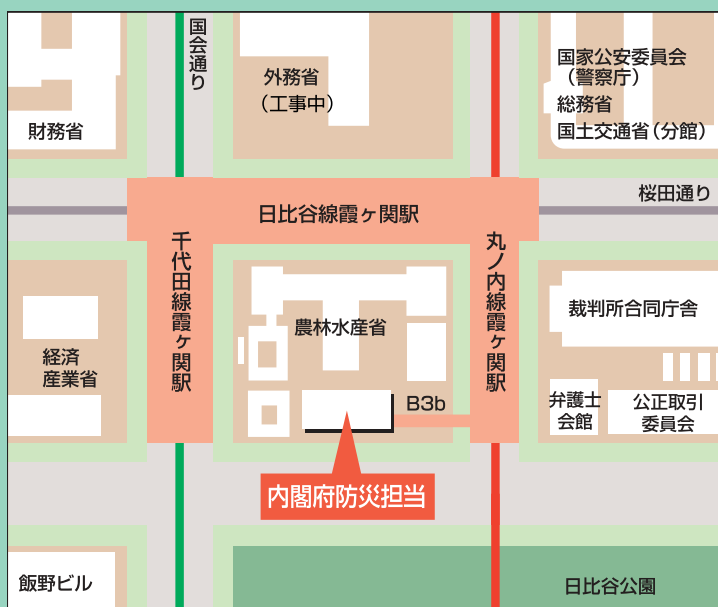 国会通り
外務省
（工事中）
国家公安委員会
（警察庁）
総務省
国土交通省（分館）
財務省
桜田通り
日比谷線霞ヶ関駅
千代田線霞ヶ関駅
丸ノ内線霞ヶ関駅
農林水産省
裁判所合同庁舎
経済
産業省
B3b
弁護士
会館
公正取引
委員会
内閣府防災担当
飯野ビル
日比谷公園